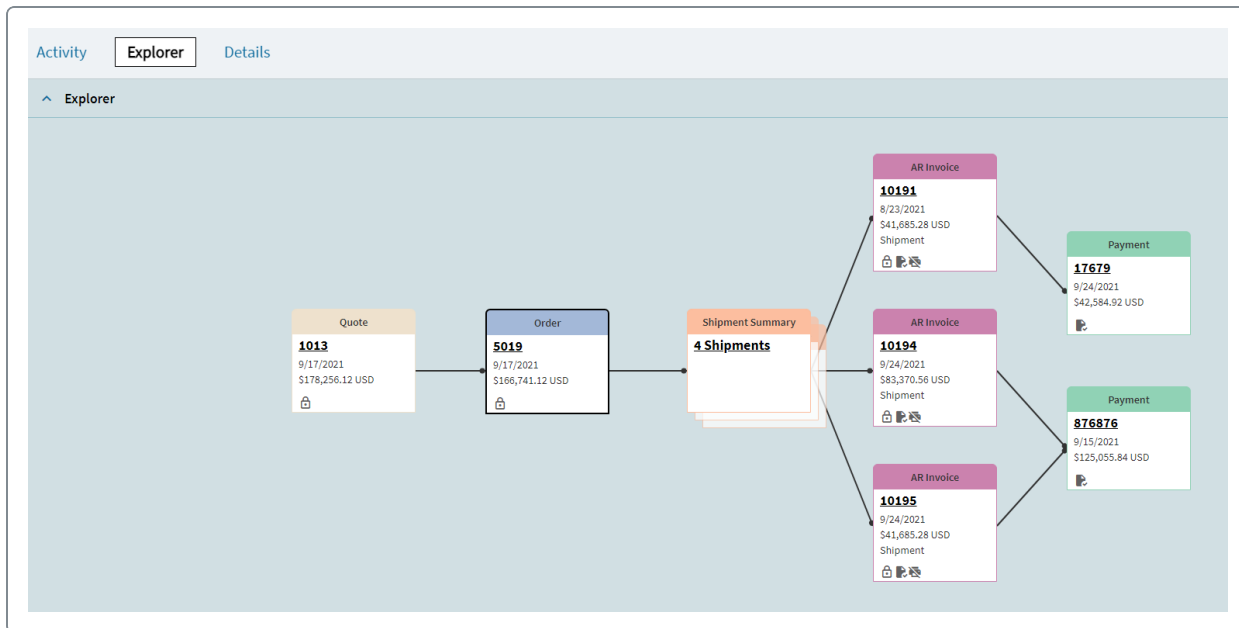 Activity
Explorer
Details
Explorer
Quote
1013
9/17/2021
$178,256.12 USD
Order
5019
9/17/2021
$166,741.12 USD
Shipment Summary
4 Shipments
AR Invoice
10191
8/23/2021
$41,685.28 USD
Shipment
AR Invoice
10194
9/24/2021
$83,370.56 USD
Shipment
AR Invoice
10195
9/24/2021
$41,685.28 USD
Shipment
Payment
17679
9/24/2021
$42,584.92 USD
Payment
876876
9/15/2021
$125,055.84 USD